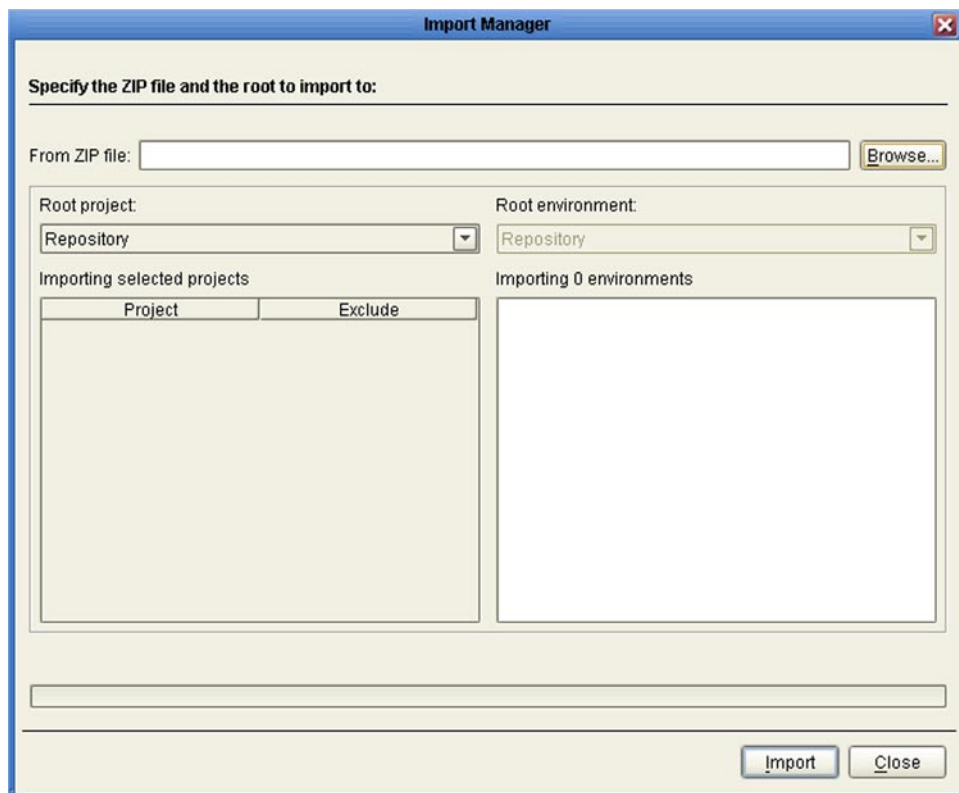 Import Manager
Specify the ZIP file and the root to import to:
From ZIP file: Browse...
Root project: Root environment:
Repository Repository
Importing selected projects Importing 0 environments
Project Exclude
Import Close